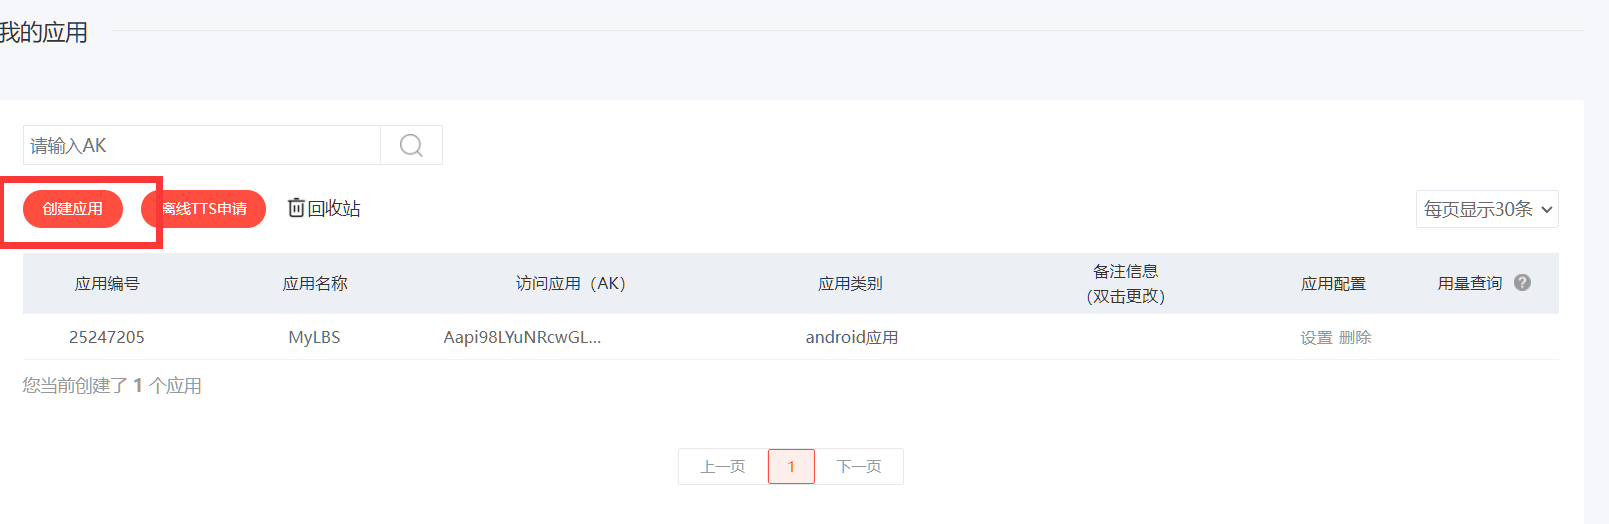 我的应用
请输入AK
创建应用 离线TTS申请 回收站 每页显示30条
应用编号 应用名称 访问应用（AK） 应用类别 备注信息 应用配置 用量查询 ?
（双击更改）
25247205 MyLBS Aapi98LYuNRcwGL... android应用 设置 删除
您当前创建了 1 个应用
上一页 1 下一页